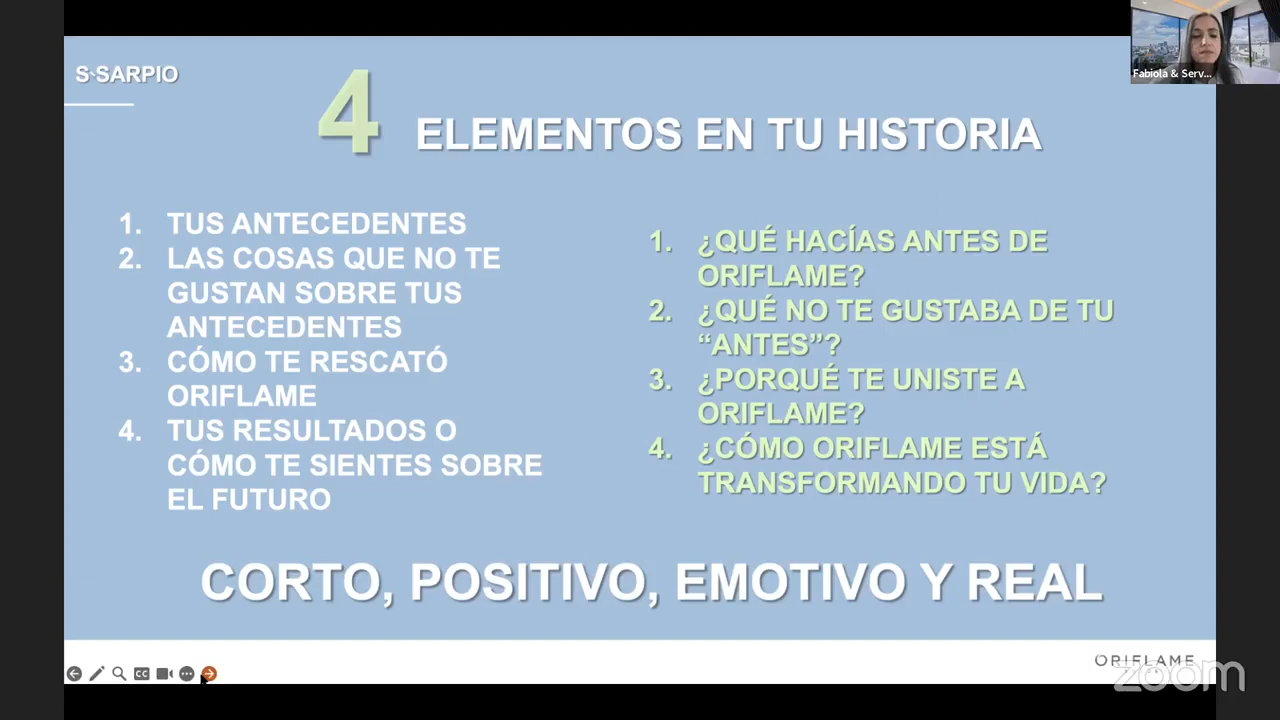 Fabiola & Serv...
S·SARPIO
4 ELEMENTOS EN TU HISTORIA
1. TUS ANTECEDENTES
2. LAS COSAS QUE NO TE
GUSTAN SOBRE TUS
ANTECEDENTES
3. CÓMO TE RESCATÓ
ORIFLAME
4. TUS RESULTADOS O
CÓMO TE SIENTES SOBRE
EL FUTURO
1. ¿QUÉ HACÍAS ANTES DE
ORIFLAME?
2. ¿QUÉ NO TE GUSTABA DE TU
“ANTES”?
3. ¿PORQUÉ TE UNISTE A
ORIFLAME?
4. ¿CÓMO ORIFLAME ESTÁ
TRANSFORMANDO TU VIDA?
CORTO, POSITIVO, EMOTIVO Y REAL
CC
ORIFLAME
zoom